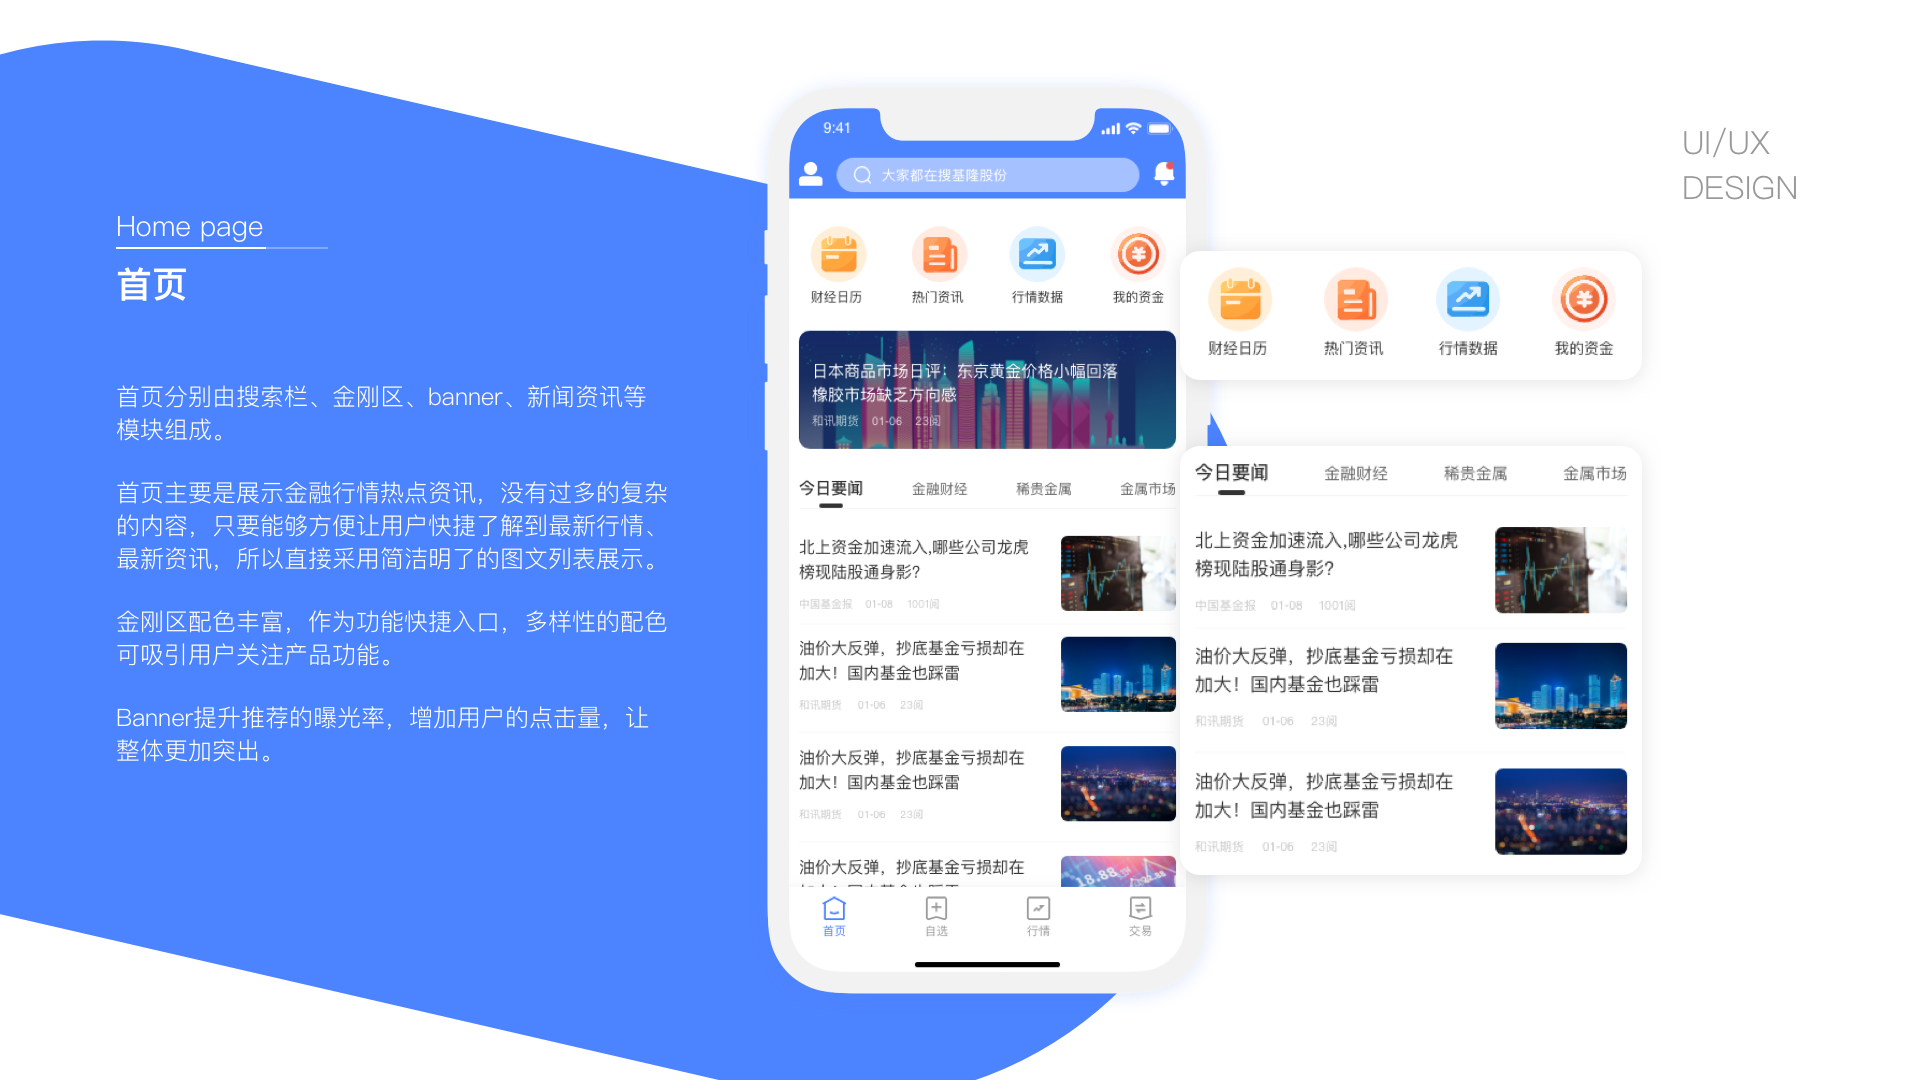 Home page
首页
首页分别由搜索栏、金刚区、banner、新闻资讯等
模块组成。
首页主要是展示金融行情热点资讯，没有过多的复杂
的内容，只要能够方便让用户快捷了解到最新行情、
最新资讯，所以直接采用简洁明了的图文列表展示。
金刚区配色丰富，作为功能快捷入口，多样性的配色
可吸引用户关注产品功能。
Banner提升推荐的曝光率，增加用户的点击量，让
整体更加突出。
9:41
大家都在搜基隆股份
财经日历 热门资讯 行情数据 我的资金
日本商品市场日评：东京黄金价格小幅回落
橡胶市场缺乏方向感
和讯期货 01-06 23阅
今日要闻 金融财经 稀贵金属 金属市场
北上资金加速流入,哪些公司龙虎
榜现陆股通身影?
中国基金报 01-08 1001阅
油价大反弹，抄底基金亏损却在
加大！国内基金也踩雷
和讯期货 01-06 23阅
油价大反弹，抄底基金亏损却在
加大！国内基金也踩雷
和讯期货 01-06 23阅
油价大反弹，抄底基金亏损却在
18.88
首页 自选 行情 交易
UI/UX
DESIGN
财经日历 热门资讯 行情数据 我的资金
今日要闻 金融财经 稀贵金属 金属市场
北上资金加速流入,哪些公司龙虎
榜现陆股通身影?
中国基金报 01-08 1001阅
油价大反弹，抄底基金亏损却在
加大！国内基金也踩雷
和讯期货 01-06 23阅
油价大反弹，抄底基金亏损却在
加大！国内基金也踩雷
和讯期货 01-06 23阅